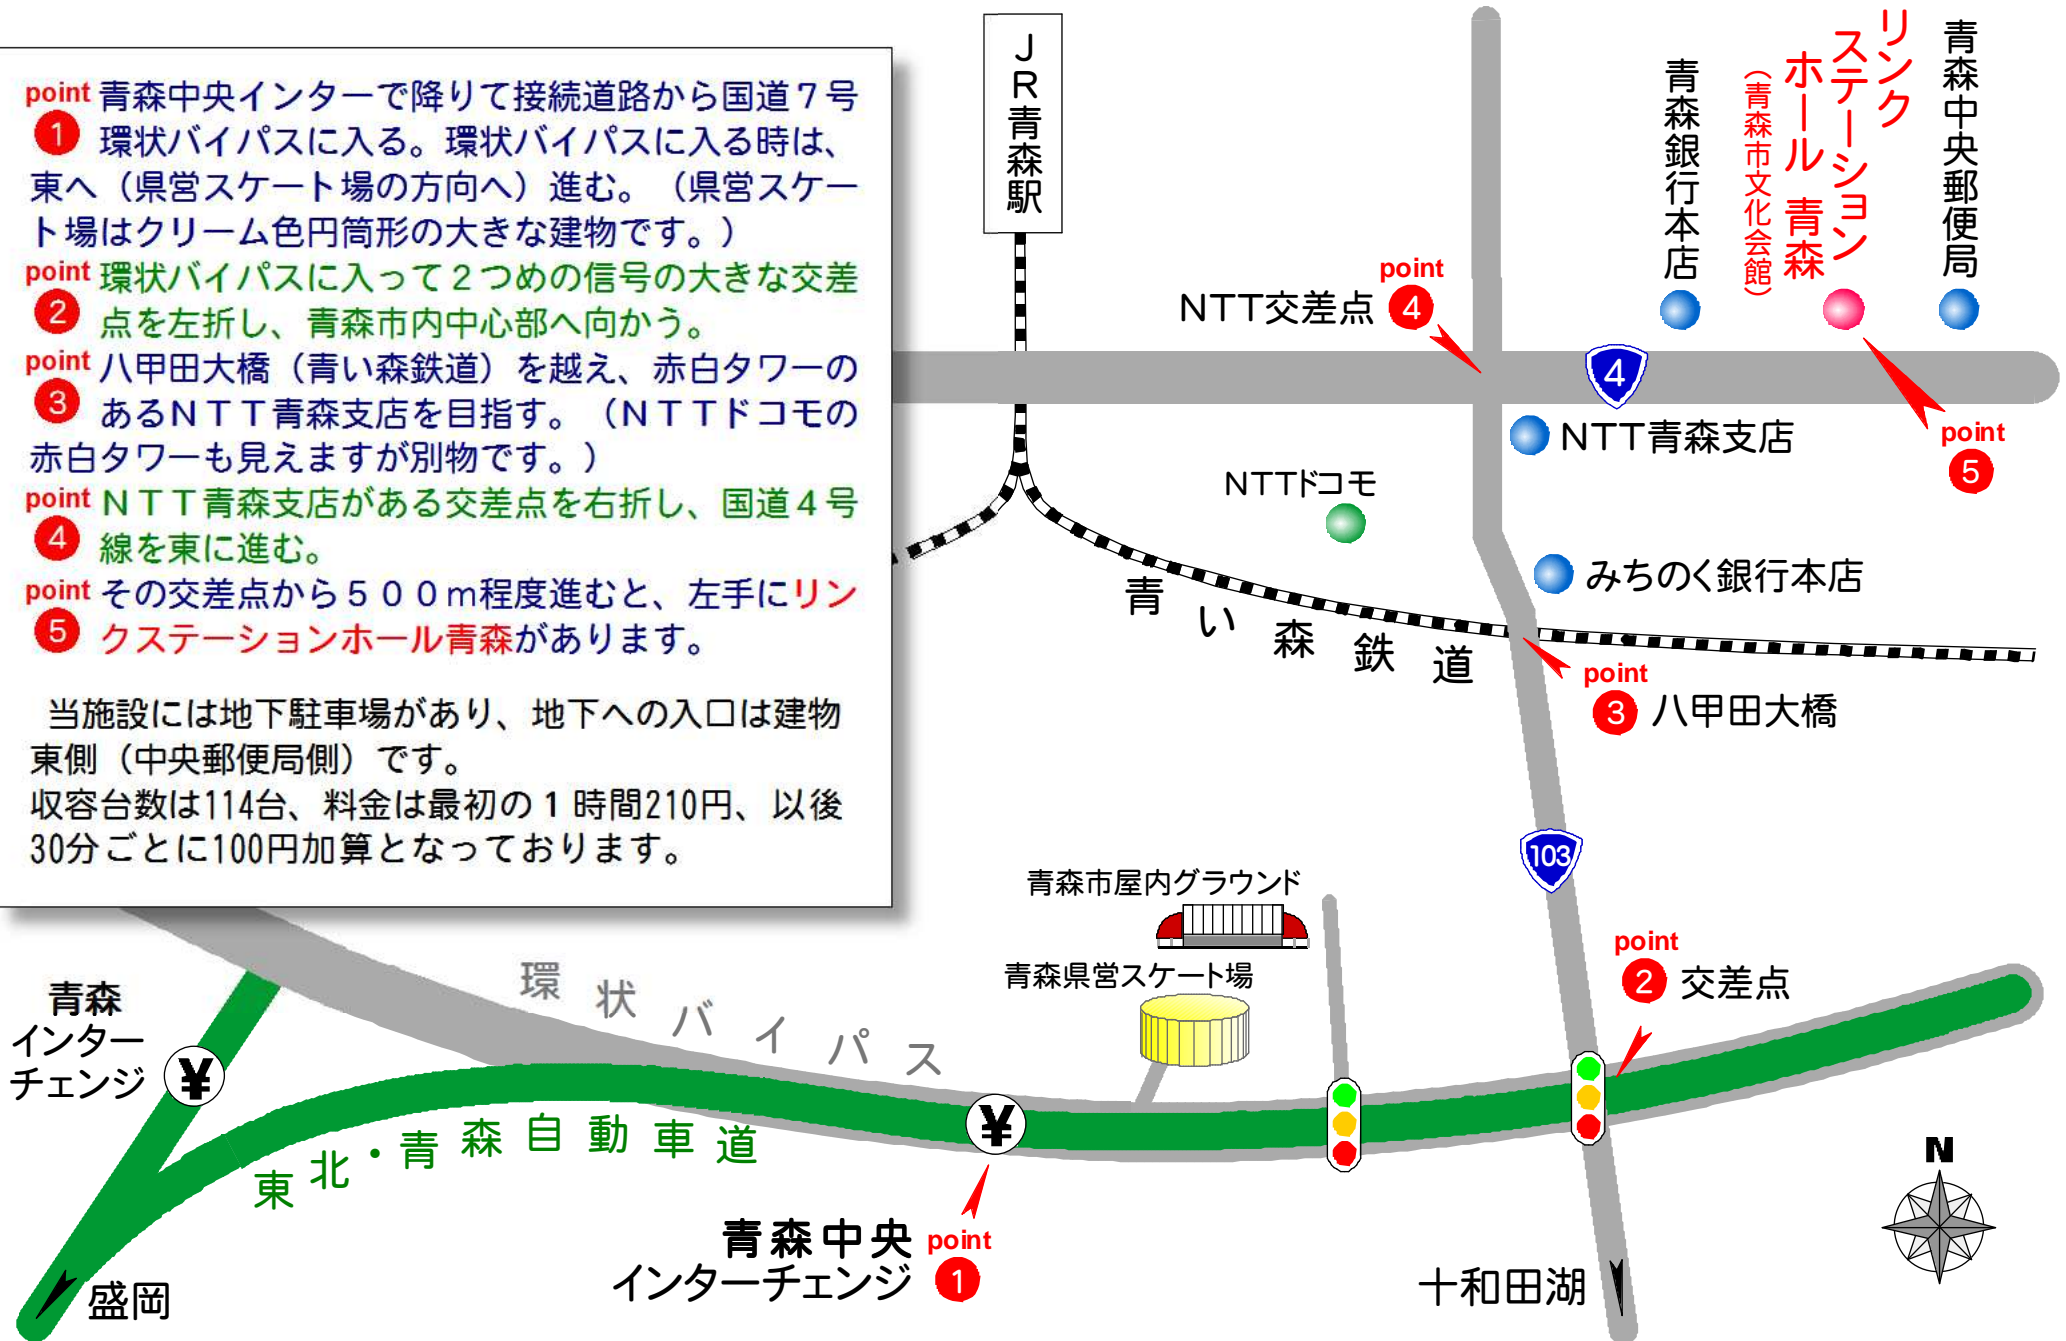 point 青森中央インターで降りて接続道路から国道７号
1 環状バイパスに入る。環状バイパスに入る時は、
東へ（県営スケート場の方向へ）進む。（県営スケー
ト場はクリーム色円筒形の大きな建物です。）
point 環状バイパスに入って２つめの信号の大きな交差
2 点を左折し、青森市内中心部へ向かう。
point 八甲田大橋（青い森鉄道）を越え、赤白タワーの
3 あるＮＴＴ青森支店を目指す。（ＮＴＴドコモの
赤白タワーも見えますが別物です。）
point ＮＴＴ青森支店がある交差点を右折し、国道４号
4 線を東に進む。
point その交差点から５００ｍ程度進むと、左手にリン
5 クステーションホール青森があります。
当施設には地下駐車場があり、地下への入口は建物
東側（中央郵便局側）です。
収容台数は114台、料金は最初の１時間210円、以後
30分ごとに100円加算となっております。
ＪＲ青森駅
青森銀行本店
リンク
ステーション
ホール 青森
（青森市文化会館）
青森中央郵便局
point
NTT交差点 4
4
NTT青森支店
point
5
NTTドコモ
みちのく銀行本店
青い森鉄道
point
3 八甲田大橋
103
青森市屋内グラウンド
青森県営スケート場
point
2 交差点
環状バイパス
青森
インター
チェンジ
¥
¥
東北・青森自動車道
青森中央
インターチェンジ
point
1
盛岡
十和田湖
N